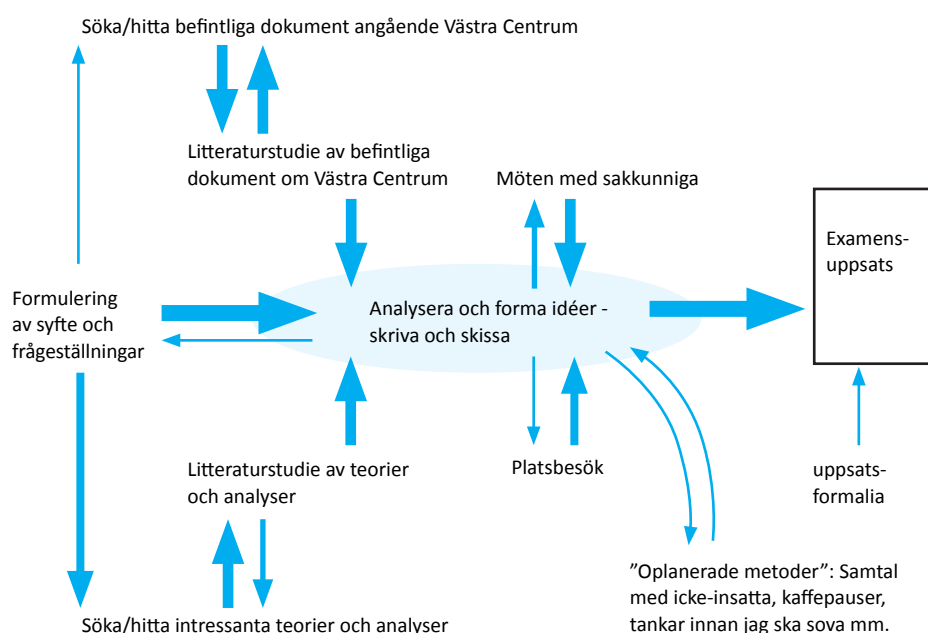 Söka/hitta befintliga dokument angående Västra Centrum
Litteraturstudie av befintliga
dokument om Västra Centrum
Möten med sakkunniga
Examens-
uppsats
Formulering
av syfte och
frågeställningar
Analysera och forma idéer -
skriva och skissa
Litteraturstudie av teorier
och analyser
Platsbesök
uppsats-
formalia
”Oplanerade metoder”: Samtal
med icke-insatta, kaffepauser,
tankar innan jag ska sova mm.
Söka/hitta intressanta teorier och analyser